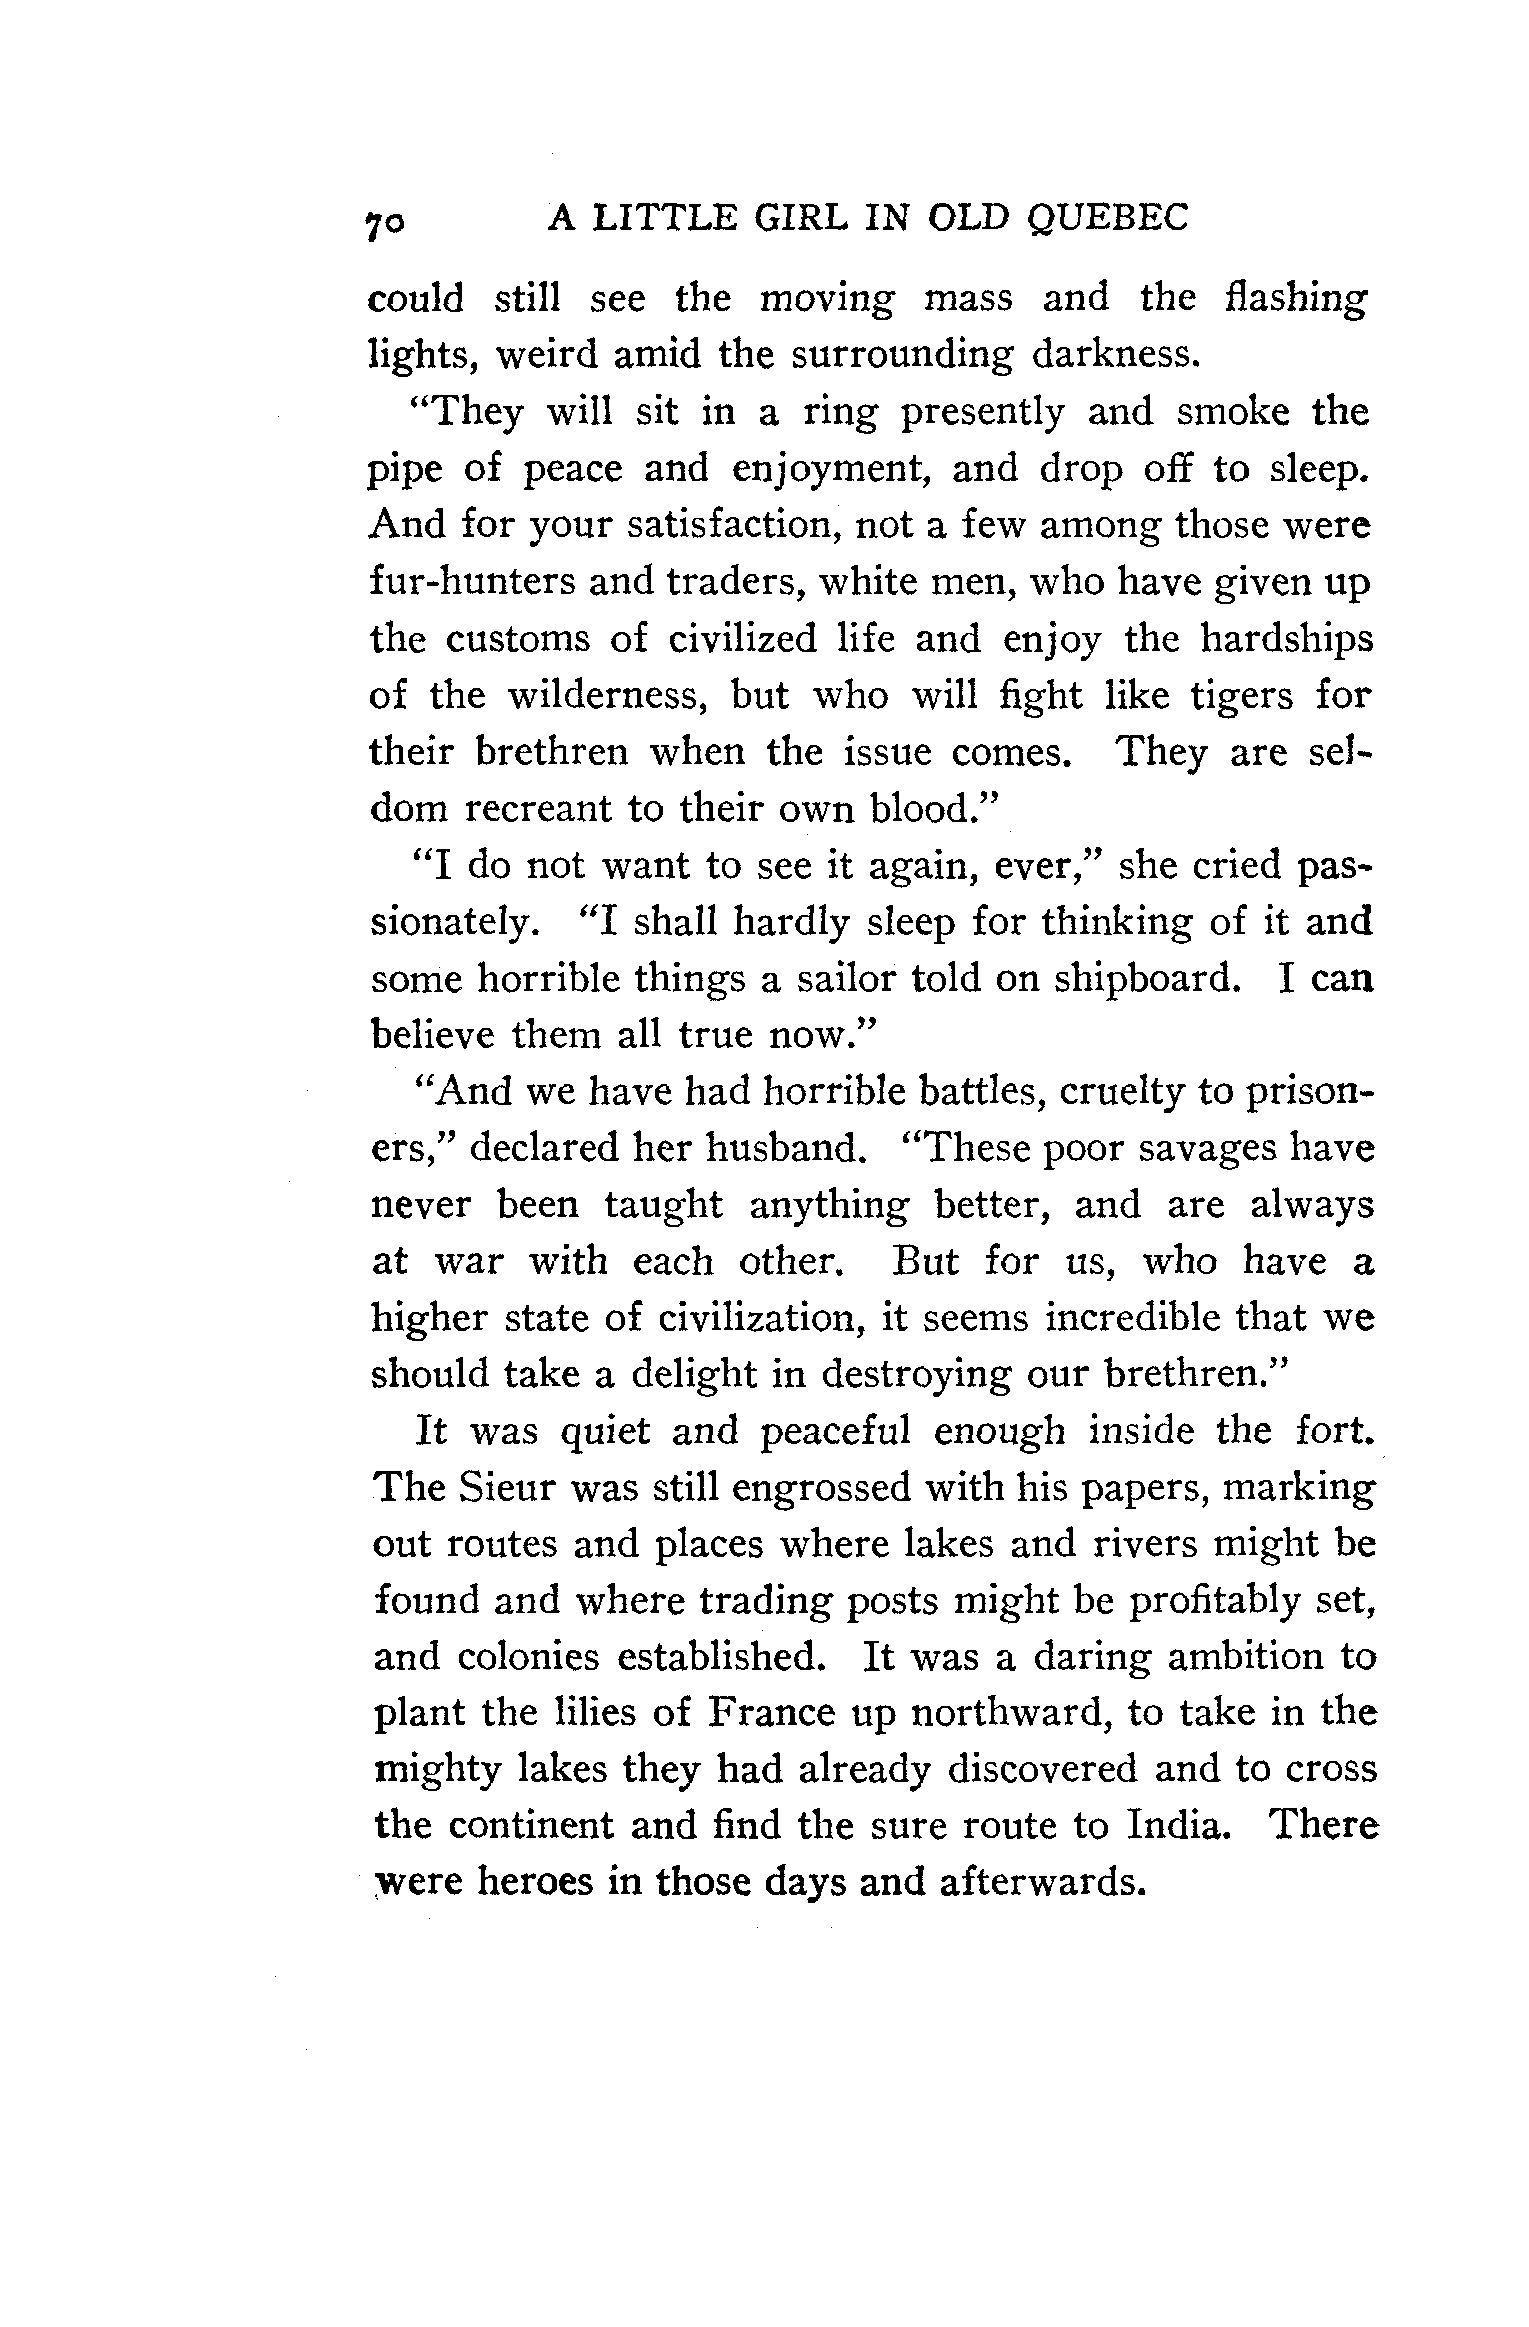 70 A LITTLE GIRL IN OLD QUEBEC
could still see the moving mass and the flashing
lights, weird amid the surrounding darkness.
“They will sit in a ring presently and smoke the
pipe of peace and enjoyment, and drop off to sleep.
And for your satisfaction, not a few among those were
fur-hunters and traders, white men, who have given up
the customs of civilized life and enjoy the hardships
of the wilderness, but who will fight like tigers for
their brethren when the issue comes. They are sel-
dom recreant to their own blood.”
“I do not want to see it again, ever,” she cried pas-
sionately. “I shall hardly sleep for thinking of it and
some horrible things a sailor told on shipboard. I can
believe them all true now.”
“And we have had horrible battles, cruelty to prison-
ers,” declared her husband. “These poor savages have
never been taught anything better, and are always
at war with each other. But for us, who have a
higher state of civilization, it seems incredible that we
should take a delight in destroying our brethren.”
It was quiet and peaceful enough inside the fort.
The Sieur was still engrossed with his papers, marking
out routes and places where lakes and rivers might be
found and where trading posts might be profitably set,
and colonies established. It was a daring ambition to
plant the lilies of France up northward, to take in the
mighty lakes they had already discovered and to cross
the continent and find the sure route to India. There
were heroes in those days and afterwards.